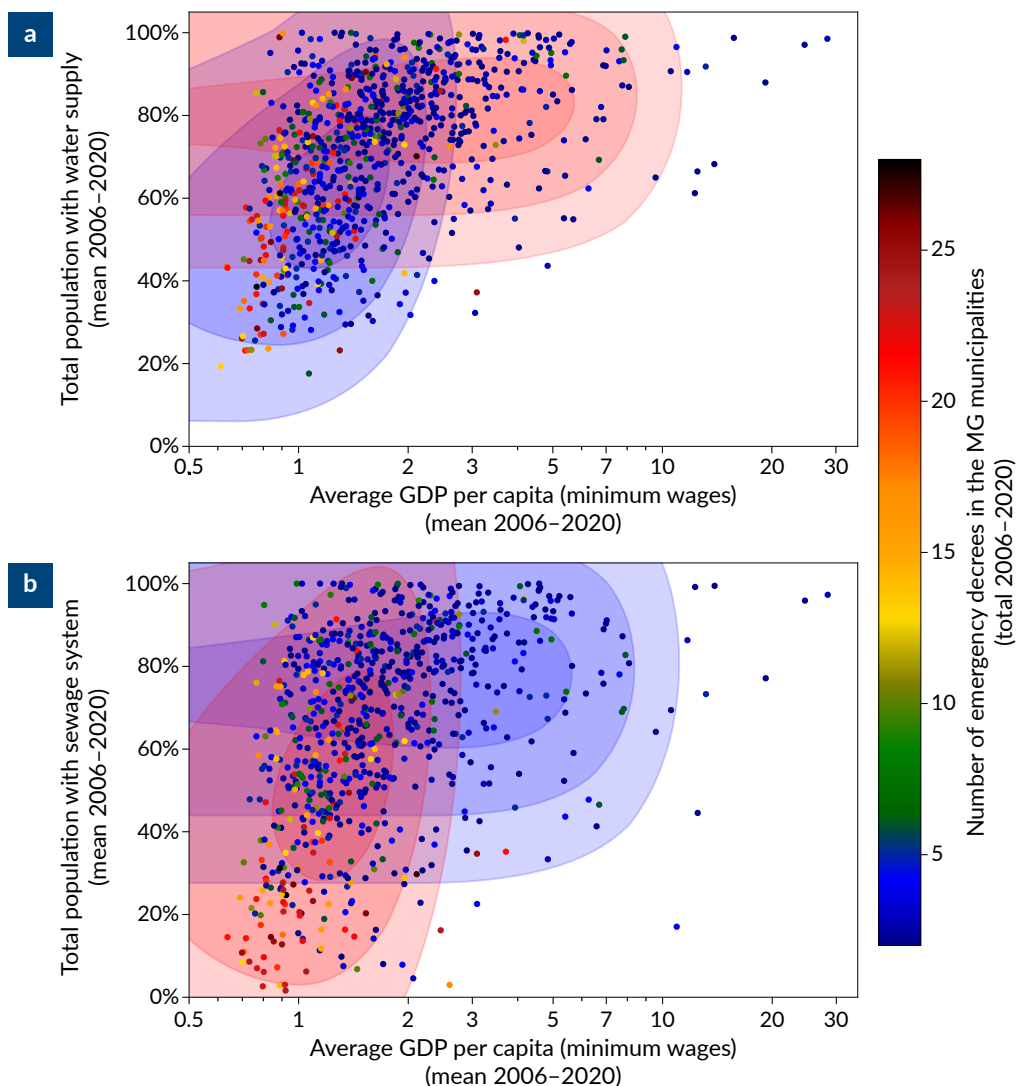 a
Total population with water supply
(mean 2006–2020)
100%
80%
60%
40%
20%
0%
0.5 1 2 3 5 7 10 20 30
Average GDP per capita (minimum wages)
(mean 2006–2020)
b
Total population with sewage system
(mean 2006–2020)
100%
80%
60%
40%
20%
0%
0.5 1 2 3 5 7 10 20 30
Average GDP per capita (minimum wages)
(mean 2006–2020)
25
20
15
10
5
Number of emergency decrees in the MG municipalities
(total 2006–2020)